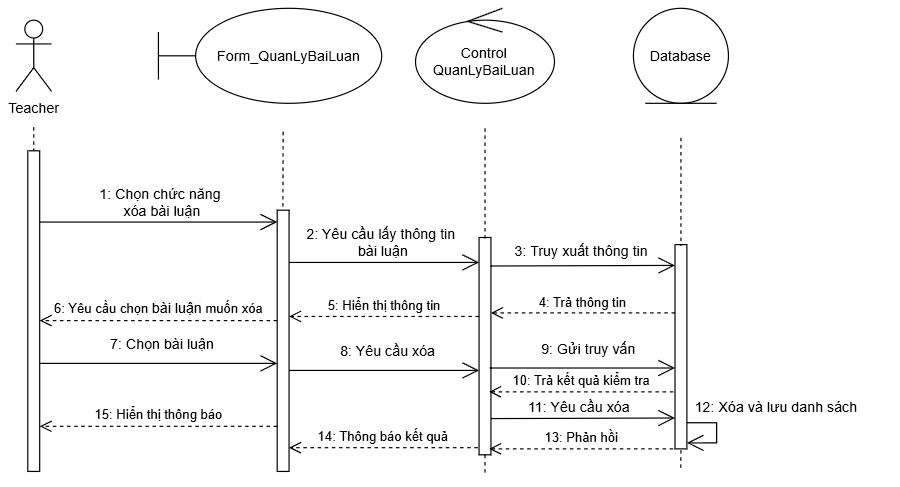 Teacher
Form_QuanLyBaiLuan
Control
QuanLyBaiLuan
Database
1: Chọn chức năng
xóa bài luận
2: Yêu cầu lấy thông tin
bài luận
3: Truy xuất thông tin
4: Trả thông tin
5: Hiển thị thông tin
6: Yêu cầu chọn bài luận muốn xóa
7: Chọn bài luận
8: Yêu cầu xóa
9: Gửi truy vấn
10: Trả kết quả kiểm tra
11: Yêu cầu xóa
12: Xóa và lưu danh sách
13: Phản hồi
14: Thông báo kết quả
15: Hiển thị thông báo